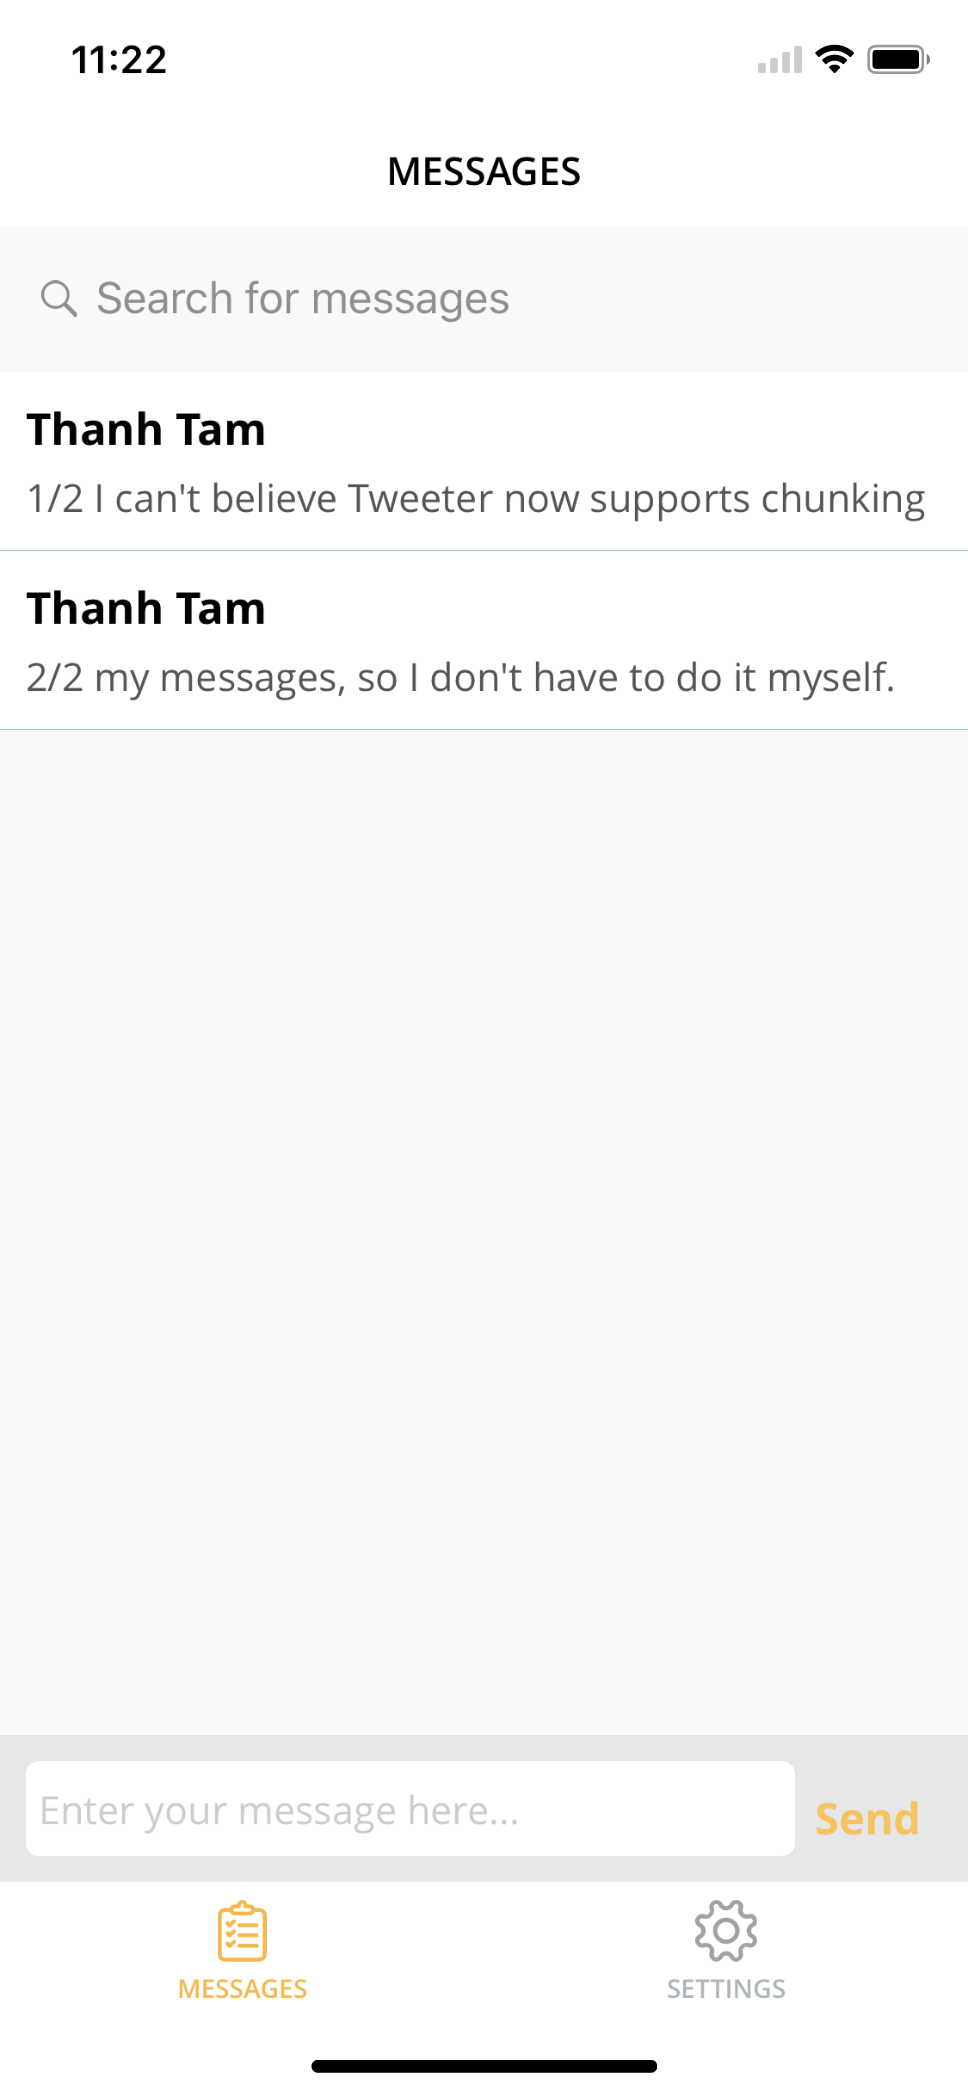 11:22
MESSAGES
Search for messages
Thanh Tam
1/2 I can't believe Tweeter now supports chunking
Thanh Tam
2/2 my messages, so I don't have to do it myself.
Enter your message here...
Send
MESSAGES
SETTINGS